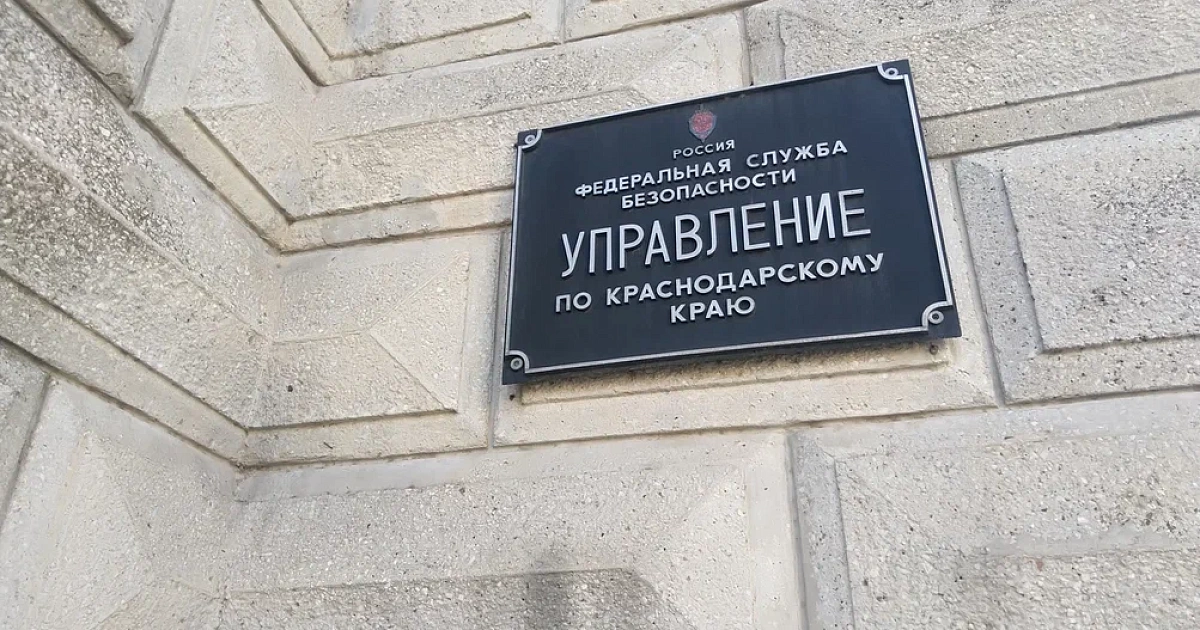 РОССИЯ
ФЕДЕРАЛЬНАЯ СЛУЖБА
БЕЗОПАСНОСТИ
УПРАВЛЕНИЕ
ПО КРАСНОДАРСКОМУ
КРАЮ